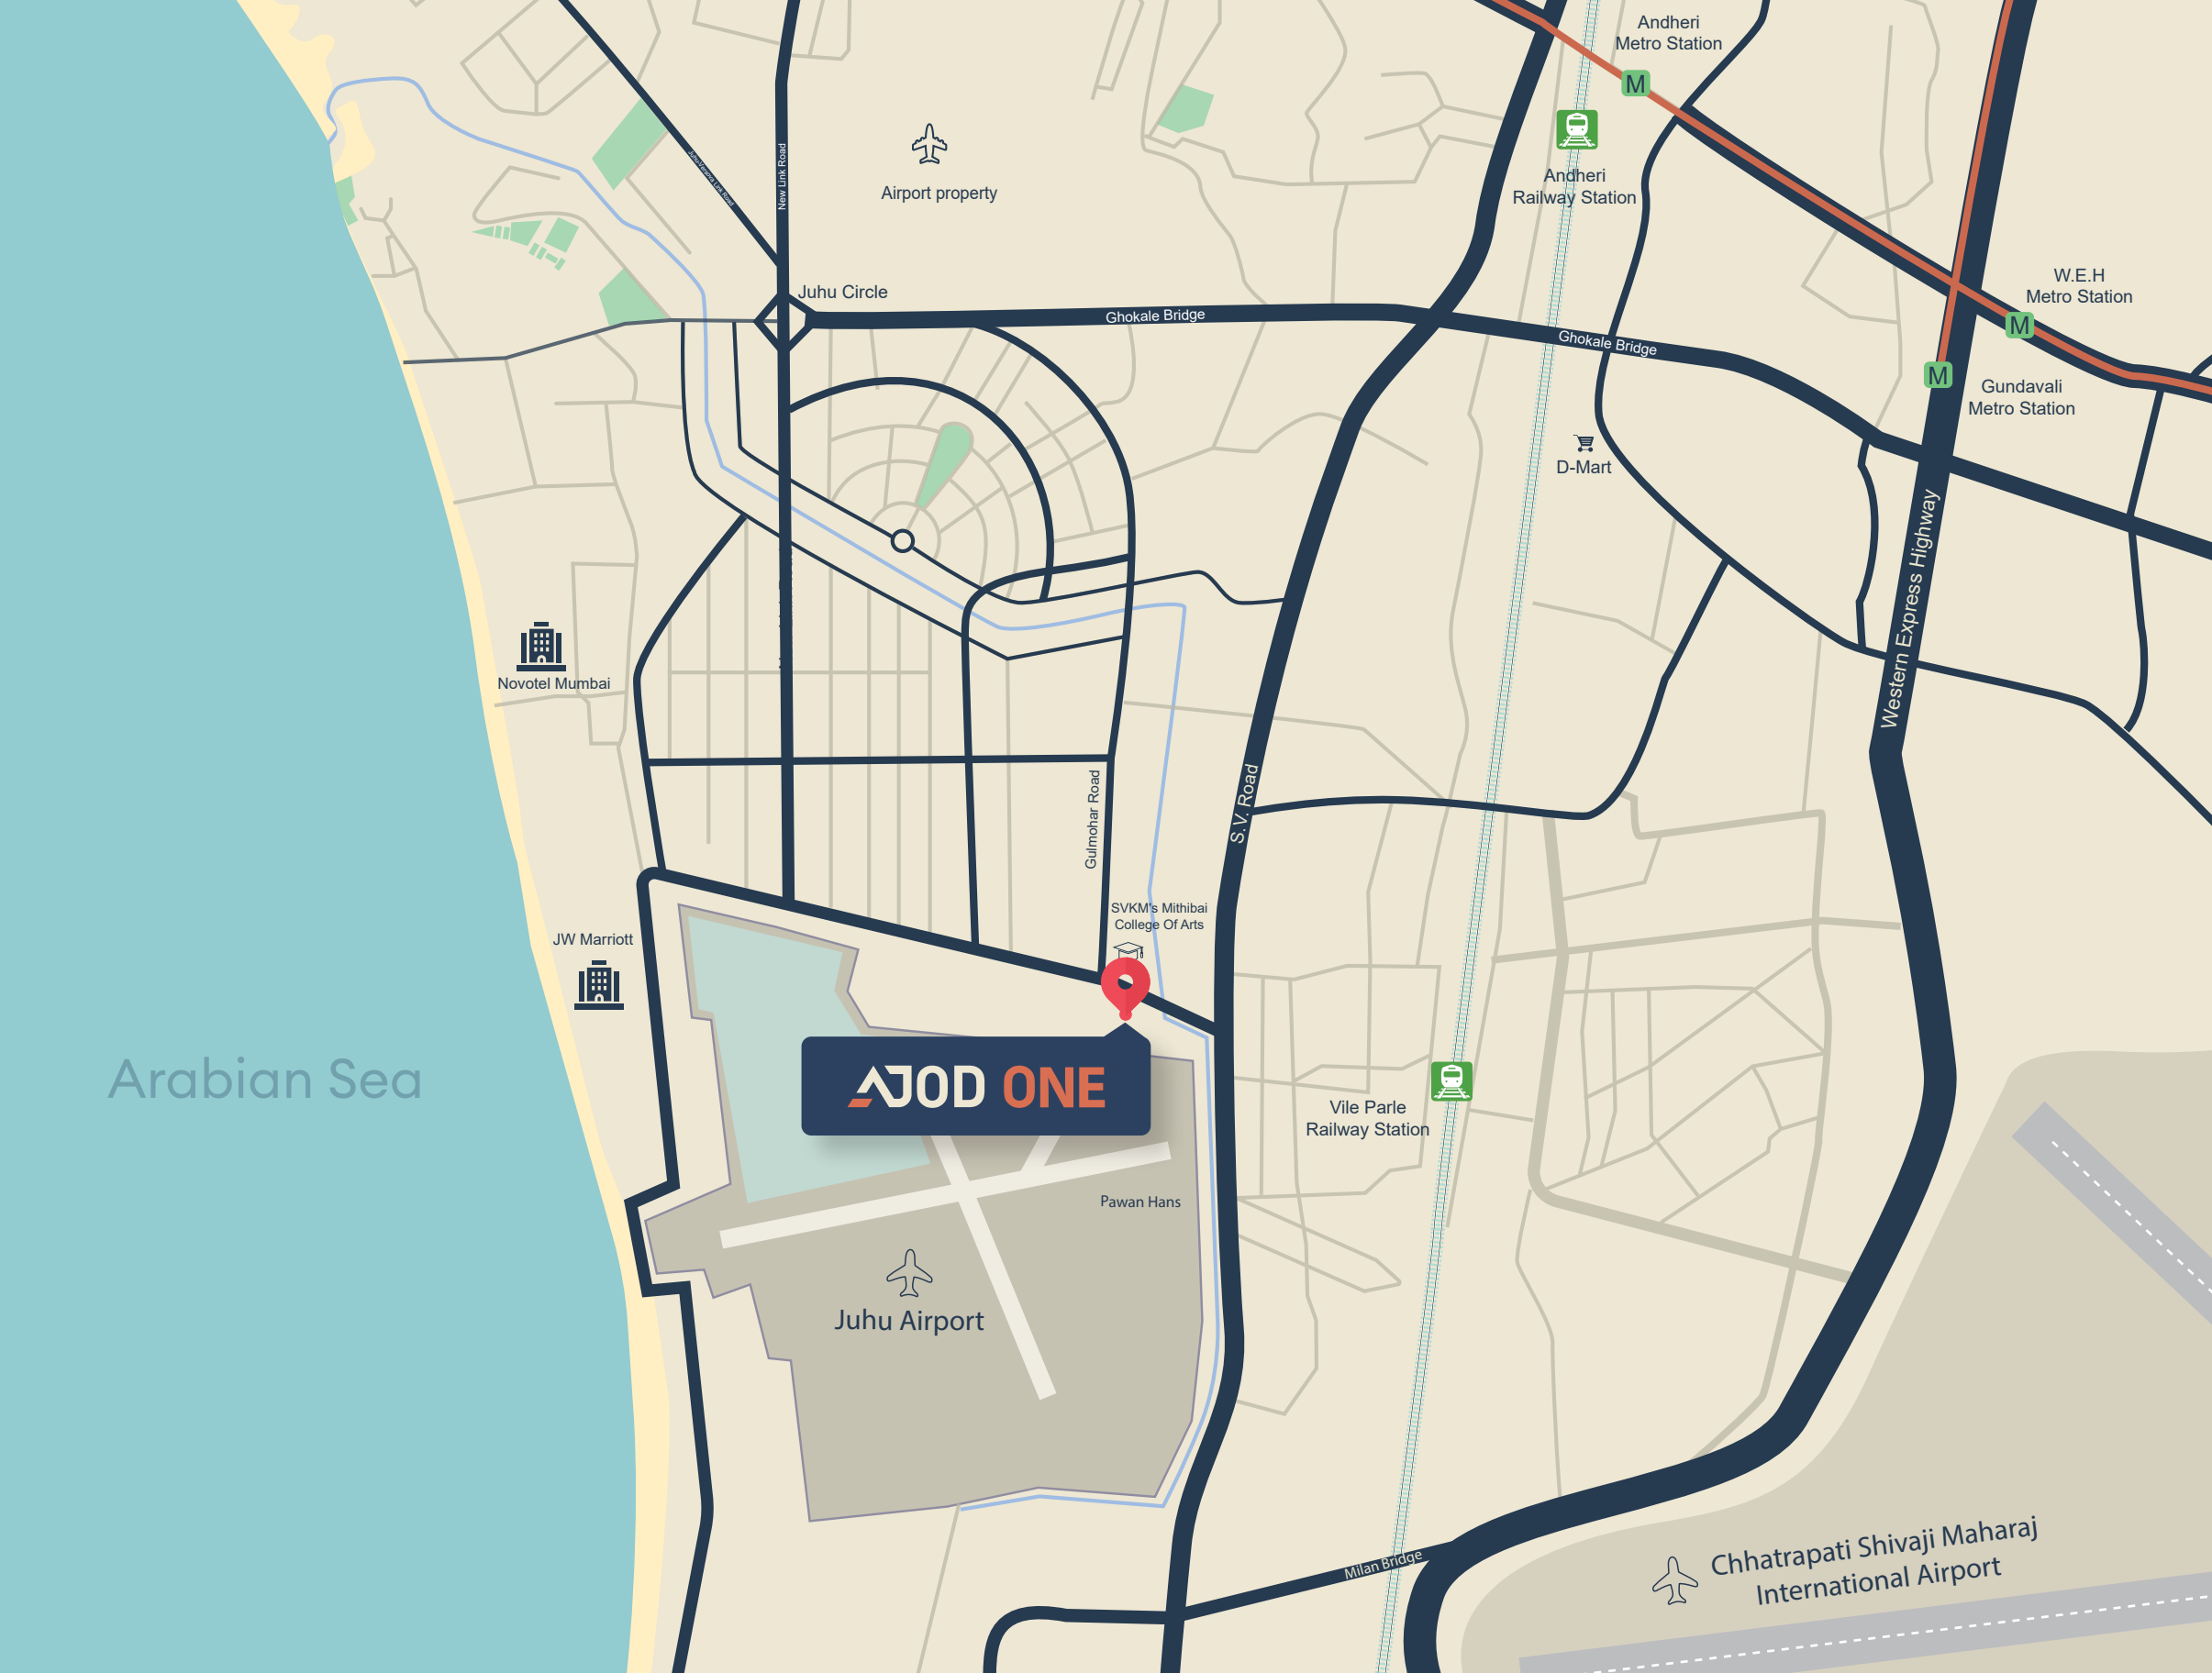 Andheri
Metro Station
M
Andheri
Railway Station
New Link Road
Airport property
Juhu Circle
Ghokale Bridge
Ghokale Bridge
W.E.H
Metro Station
M
M
Gundavali
Metro Station
D-Mart
Western Express Highway
Novotel Mumbai
Gulmohar Road
S.V. Road
SVKM's Mithibai
College Of Arts
JW Marriott
Arabian Sea
AJOD ONE
Vile Parle
Railway Station
Pawan Hans
Juhu Airport
Milan Bridge
Chhatrapati Shivaji Maharaj
International Airport